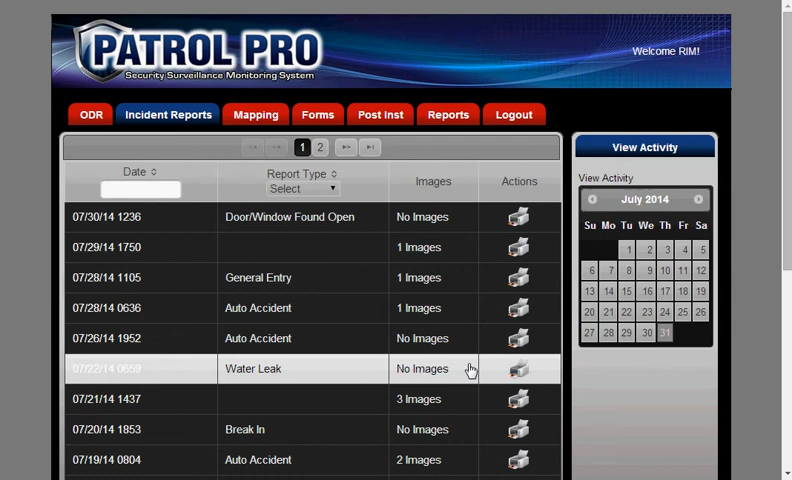 PATROL PRO
Security Surveillance Monitoring System
Welcome RIM!
ODR Incident Reports Mapping Forms Post Inst Reports Logout
1 2
Date Report Type Images Actions
Select
07/30/14 1236 Door/Window Found Open No Images
07/29/14 1750 1 Images
07/28/14 1105 General Entry 1 Images
07/28/14 0636 Auto Accident 1 Images
07/26/14 1952 Auto Accident No Images
07/22/14 0659 Water Leak No Images
07/21/14 1437 3 Images
07/20/14 1853 Break In No Images
07/19/14 0804 Auto Accident 2 Images
View Activity
View Activity
July 2014
Su Mo Tu We Th Fr Sa
1 2 3 4 5
6 7 8 9 10 11 12
13 14 15 16 17 18 19
20 21 22 23 24 25 26
27 28 29 30 31